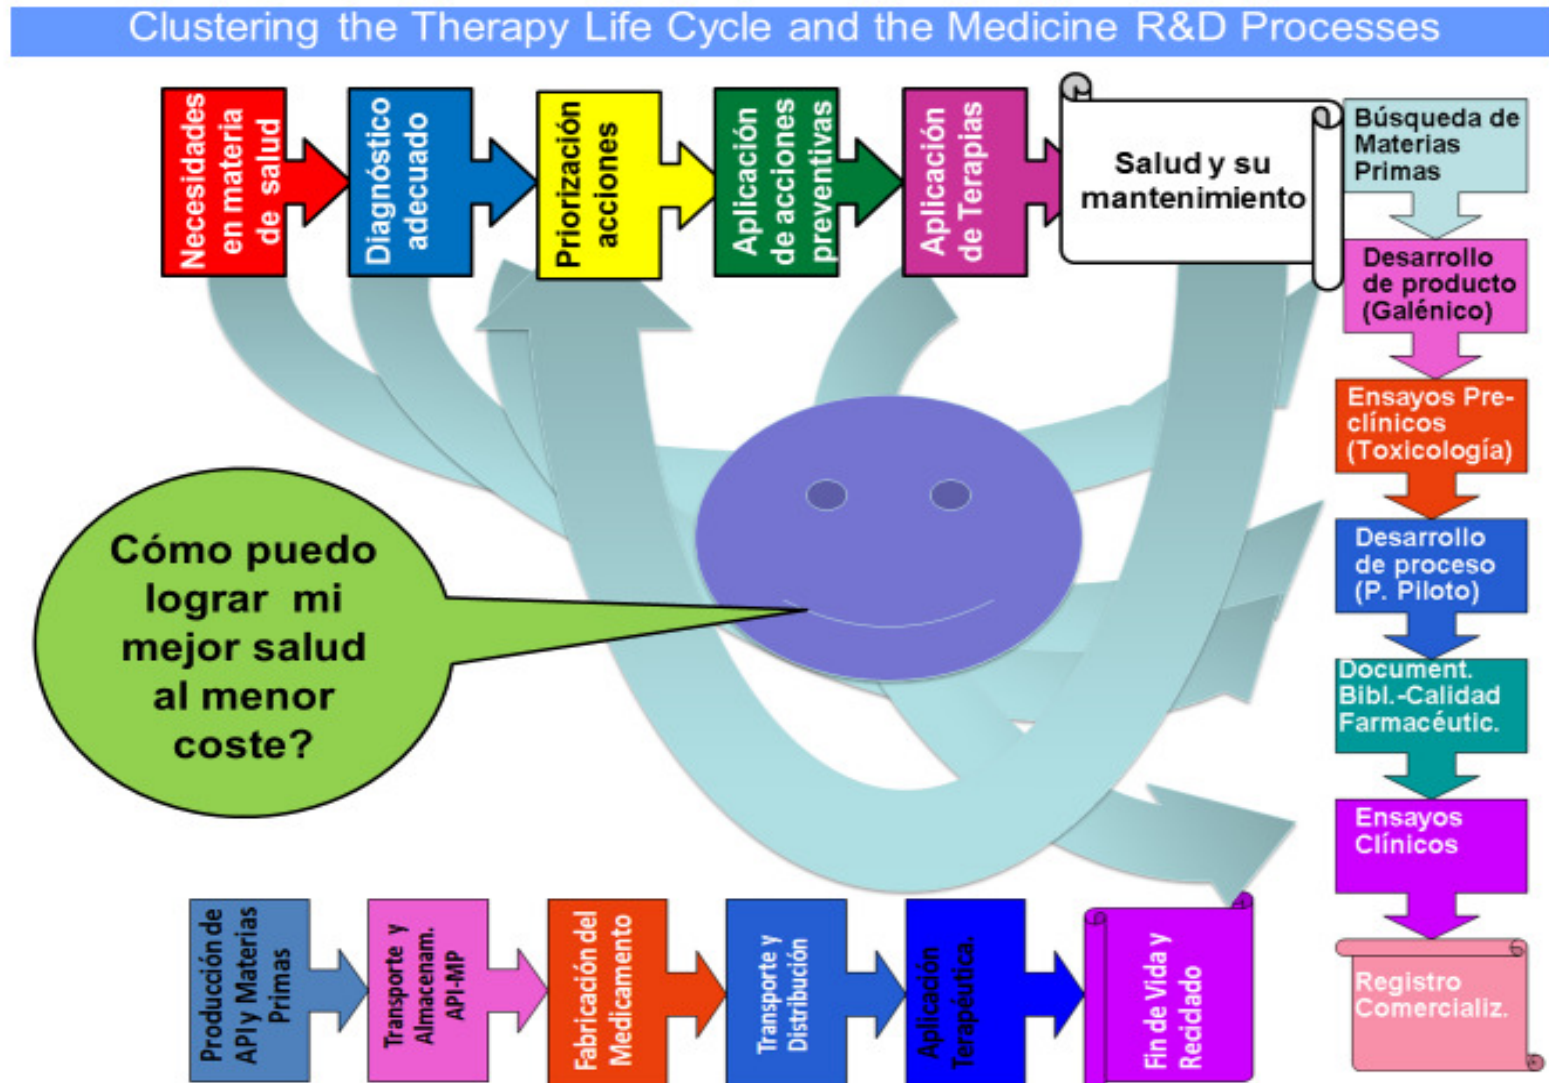 Clustering the Therapy Life Cycle and the Medicine R&D Processes
Necesidades
en materia
de salud
Diagnóstico
adecuado
Priorización
acciones
Aplicación
de acciones
preventivas
Aplicación
de Terapias
Salud y su
mantenimiento
Búsqueda de
Materias
Primas
Desarrollo
de producto
(Galénico)
Ensayos Pre-
clínicos
(Toxicología)
Desarrollo
de proceso
(P. Piloto)
Document.
Bibl.-Calidad
Farmacéutic.
Ensayos
Clínicos
Registro
Comercializ.
Cómo puedo
lograr mi
mejor salud
al menor
coste?
Producción de
API y Materias
Primas
Transporte y
Almacenam.
API-MP
Fabricación del
Medicamento
Transporte y
Distribución
Aplicación
Terapéutica.
Fin de Vida y
Reciclado